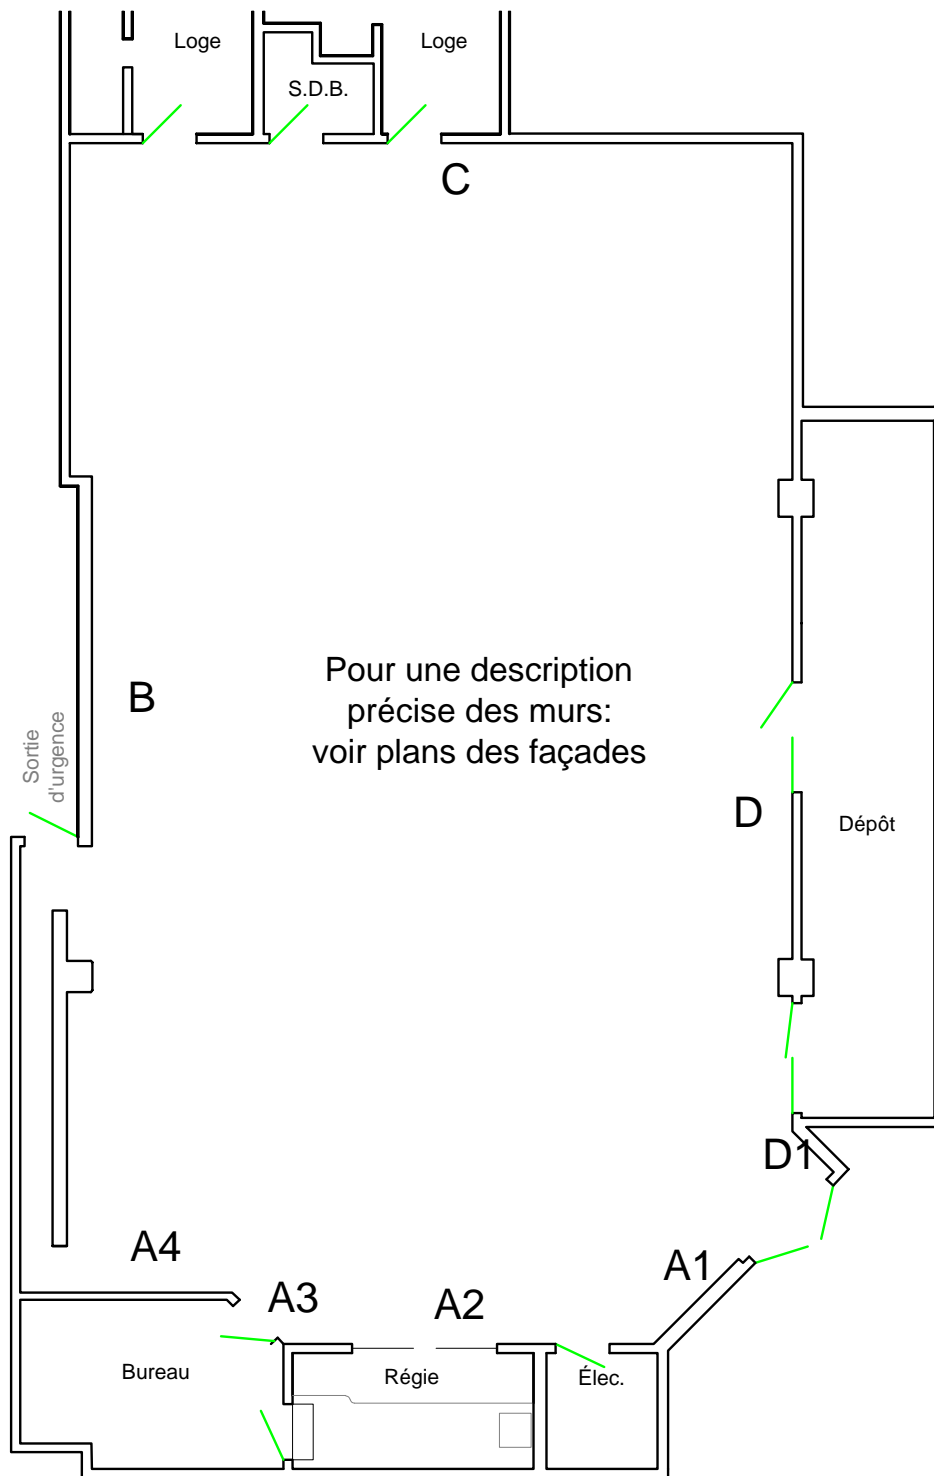 Loge
Loge
S.D.B.
C
Pour une description
précise des murs:
voir plans des façades
B
Sortie
d'urgence
D
Dépôt
D1
A4
A3
A2
A1
Bureau
Régie
Élec.